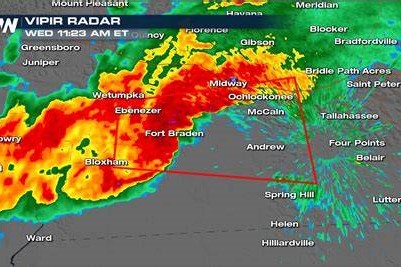 Mount Pleasant
Havana
VIPIR RADAR
WED 11:23 AM ET
Quincy
Florence
Gibson
Blocker
Bradfordville
Greensboro
Juniper
Bridle Path Acres
Saint Peter
Midway
Wetumpka
Ochlockonee
Ebenezer
McCain
Tallahassee
Fort Braden
owry
Andrew
Four Points
Belair
Bloxham
Spring Hill
Lutter
Helen
Ward
Hilliardville